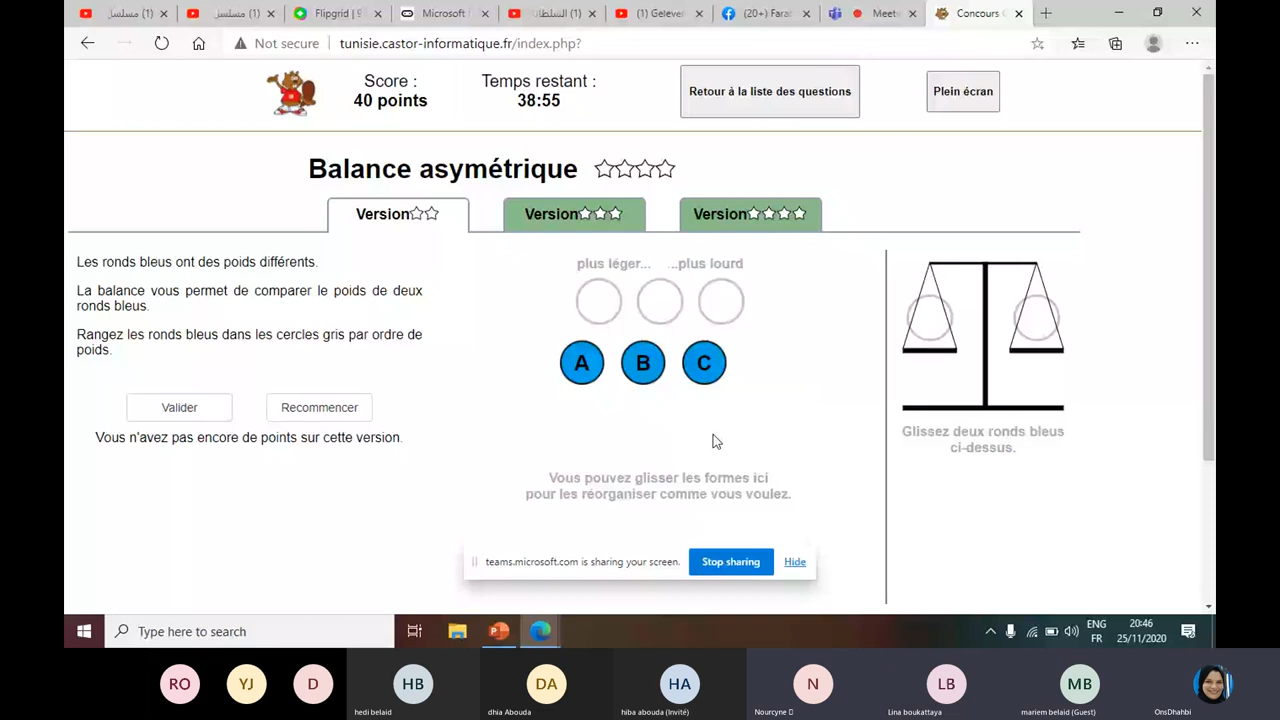 (1) مسلسل
(1) مسلسل
Flipgrid | 9
Microsoft
(1) السلطان
(1) Geleve
(20+) Fara
Meet
Concours
Not secure
tunisie.castor-informatique.fr/index.php?
Score :
40 points
Temps restant :
38:55
Retour à la liste des questions
Plein écran
Balance asymétrique
Version
Version
Version
Les ronds bleus ont des poids différents.
La balance vous permet de comparer le poids de deux
ronds bleus.
Rangez les ronds bleus dans les cercles gris par ordre de
poids.
Valider
Recommencer
Vous n'avez pas encore de points sur cette version.
plus léger... ...plus lourd
A B C
Vous pouvez glisser les formes ici
pour les réorganiser comme vous voulez.
Glissez deux ronds bleus
ci-dessus.
teams.microsoft.com is sharing your screen.
Stop sharing
Hide
Type here to search
ENG
FR
20:46
25/11/2020
RO
YJ
D
HB
hedi belaid
DA
dhia Abouda
HA
hiba abouda (Invité)
N
Nourcyne
LB
Lina boukattaya
MB
mariem belaid (Guest)
OnsDhahbi